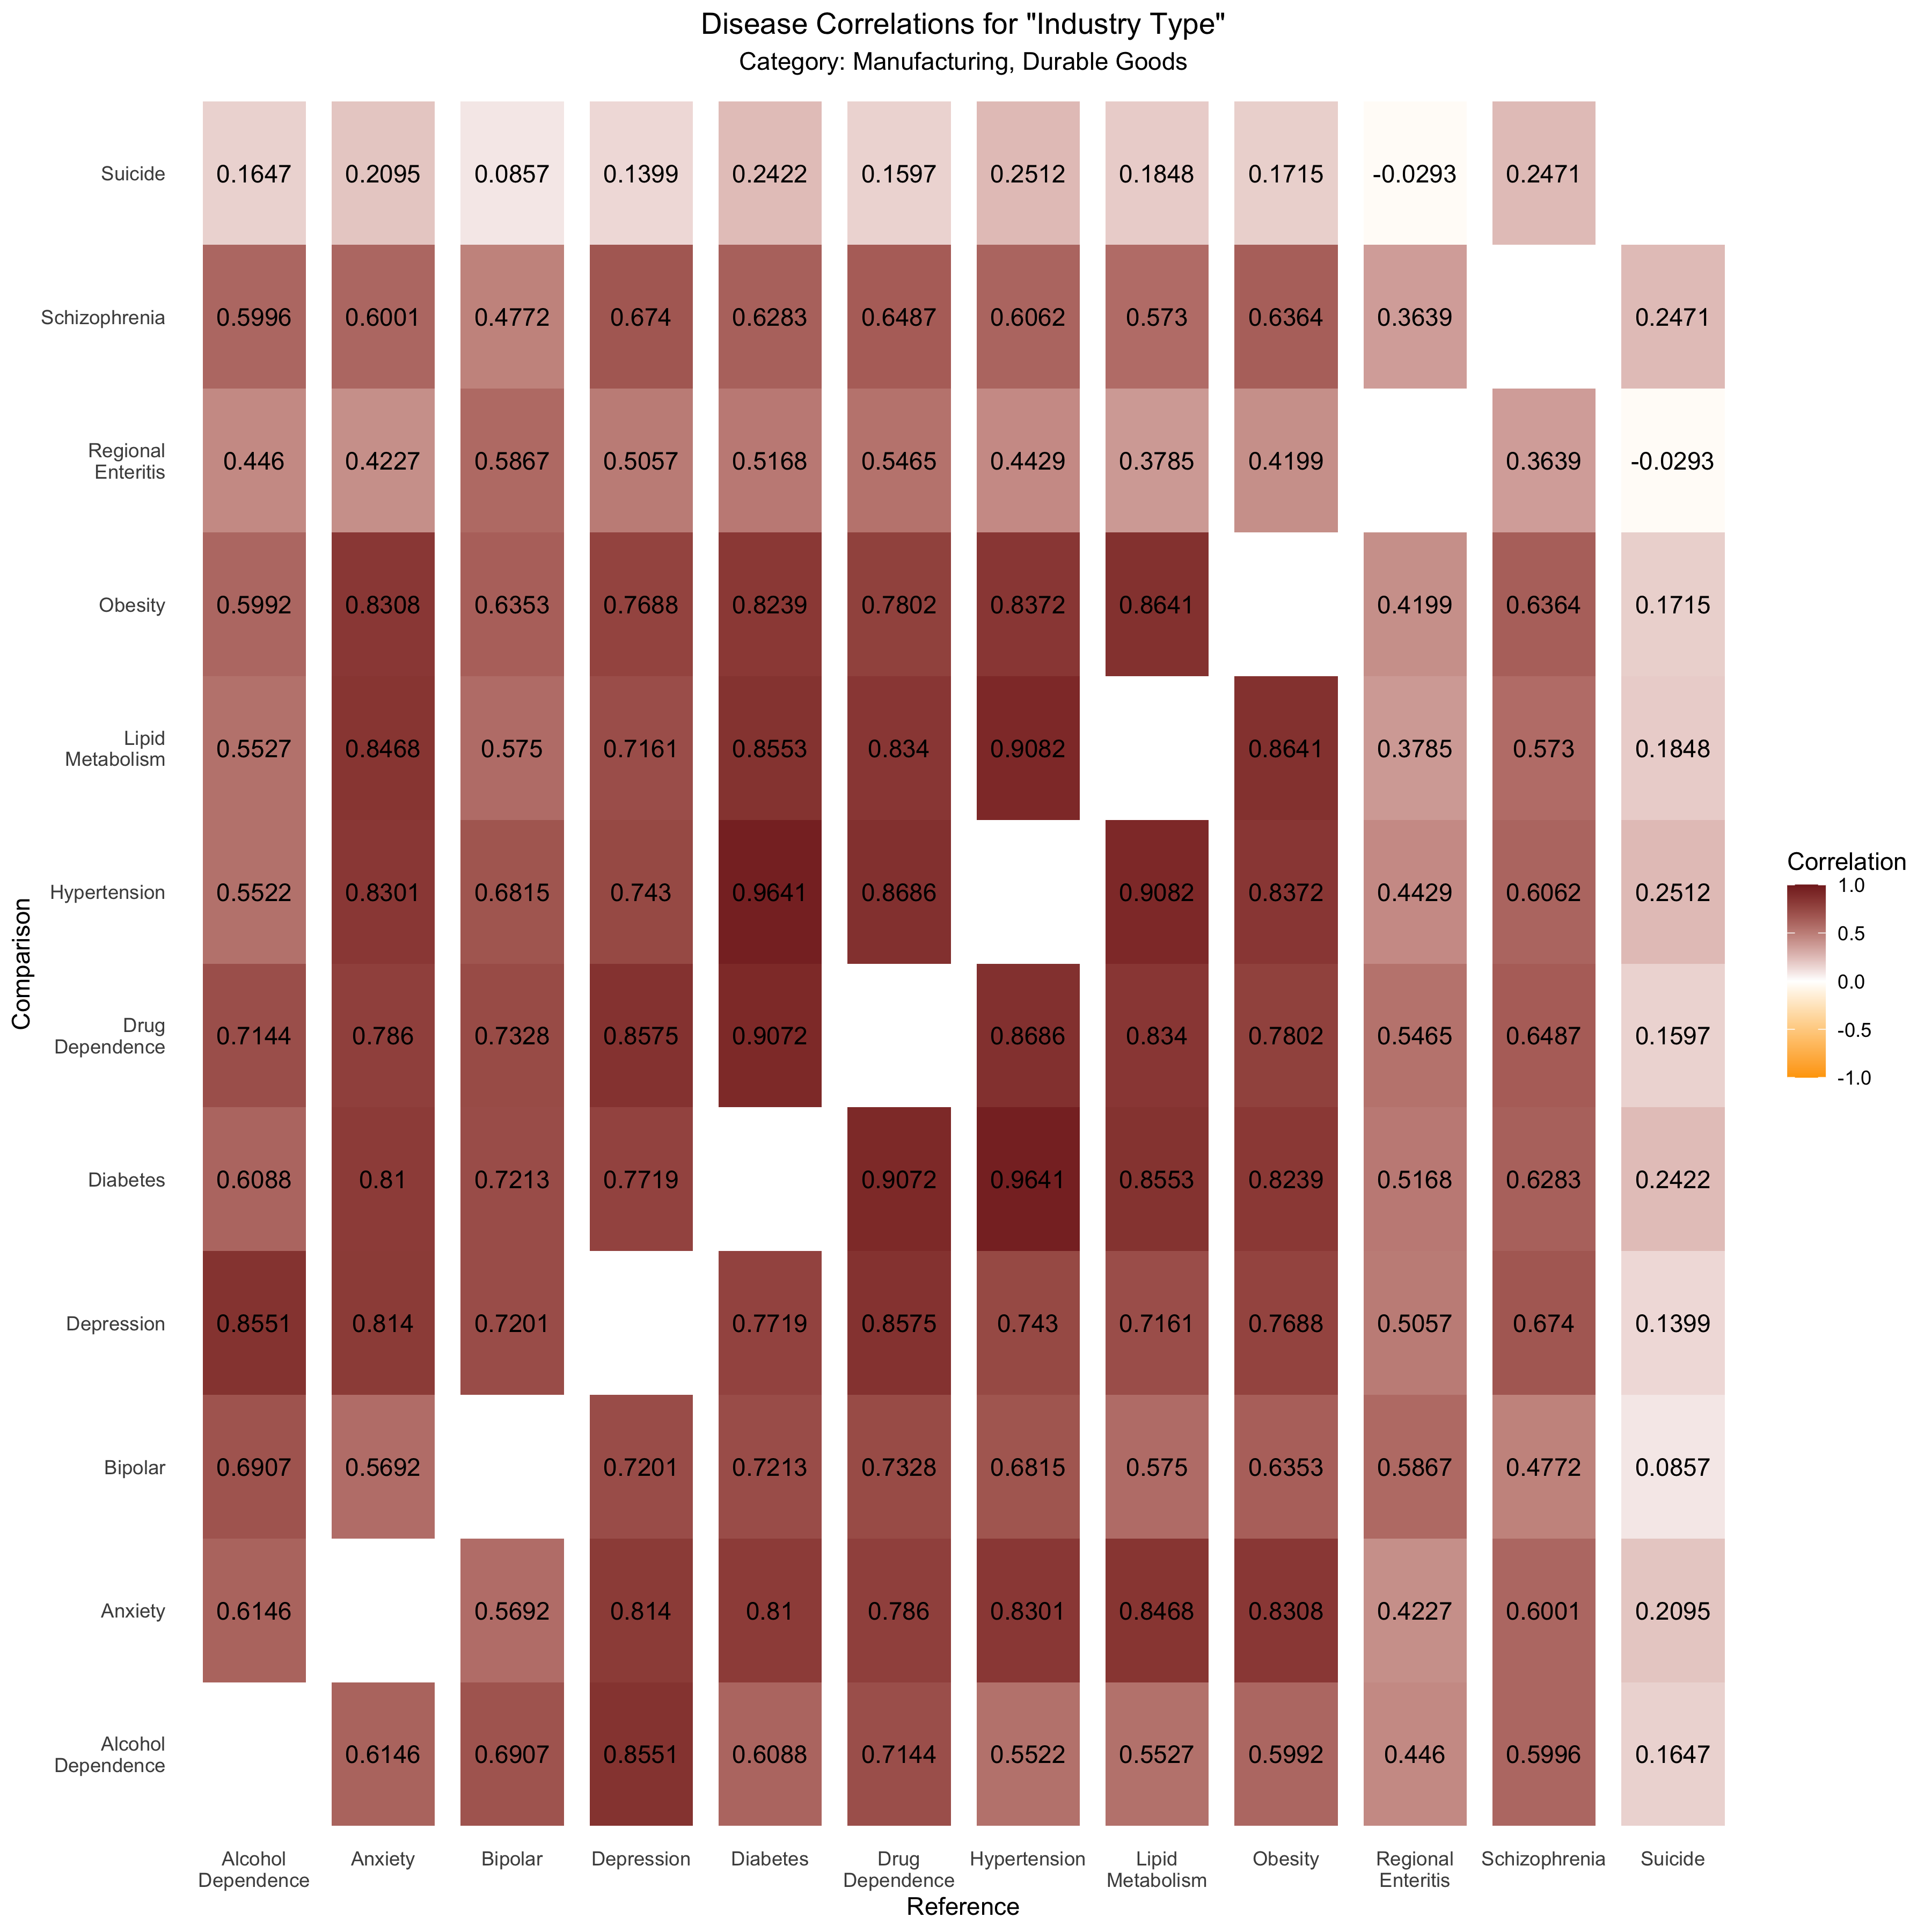 Disease Correlations for "Industry Type"
Category: Manufacturing, Durable Goods
Comparison
Suicide 0.1647 0.2095 0.0857 0.1399 0.2422 0.1597 0.2512 0.1848 0.1715 -0.0293 0.2471
Schizophrenia 0.5996 0.6001 0.4772 0.674 0.6283 0.6487 0.6062 0.573 0.6364 0.3639 0.2471
Regional
Enteritis 0.446 0.4227 0.5867 0.5057 0.5168 0.5465 0.4429 0.3785 0.4199 0.3639 -0.0293
Obesity 0.5992 0.8308 0.6353 0.7688 0.8239 0.7802 0.8372 0.8641 0.4199 0.6364 0.1715
Lipid
Metabolism 0.5527 0.8468 0.575 0.7161 0.8553 0.834 0.9082 0.8641 0.3785 0.573 0.1848
Hypertension 0.5522 0.8301 0.6815 0.743 0.9641 0.8686 0.9082 0.8372 0.4429 0.6062 0.2512
Drug
Dependence 0.7144 0.786 0.7328 0.8575 0.9072 0.8686 0.834 0.7802 0.5465 0.6487 0.1597
Diabetes 0.6088 0.81 0.7213 0.7719 0.9072 0.9641 0.8553 0.8239 0.5168 0.6283 0.2422
Depression 0.8551 0.814 0.7201 0.7719 0.8575 0.743 0.7161 0.7688 0.5057 0.674 0.1399
Bipolar 0.6907 0.5692 0.7201 0.7213 0.7328 0.6815 0.575 0.6353 0.5867 0.4772 0.0857
Anxiety 0.6146 0.5692 0.814 0.81 0.786 0.8301 0.8468 0.8308 0.4227 0.6001 0.2095
Alcohol
Dependence 0.6146 0.6907 0.8551 0.6088 0.7144 0.5522 0.5527 0.5992 0.446 0.5996 0.1647
Alcohol Anxiety Bipolar Depression Diabetes Drug Hypertension Lipid Obesity Regional Schizophrenia Suicide
Dependence Dependence Metabolism Enteritis
Reference
Correlation
1.0
0.5
0.0
-0.5
-1.0